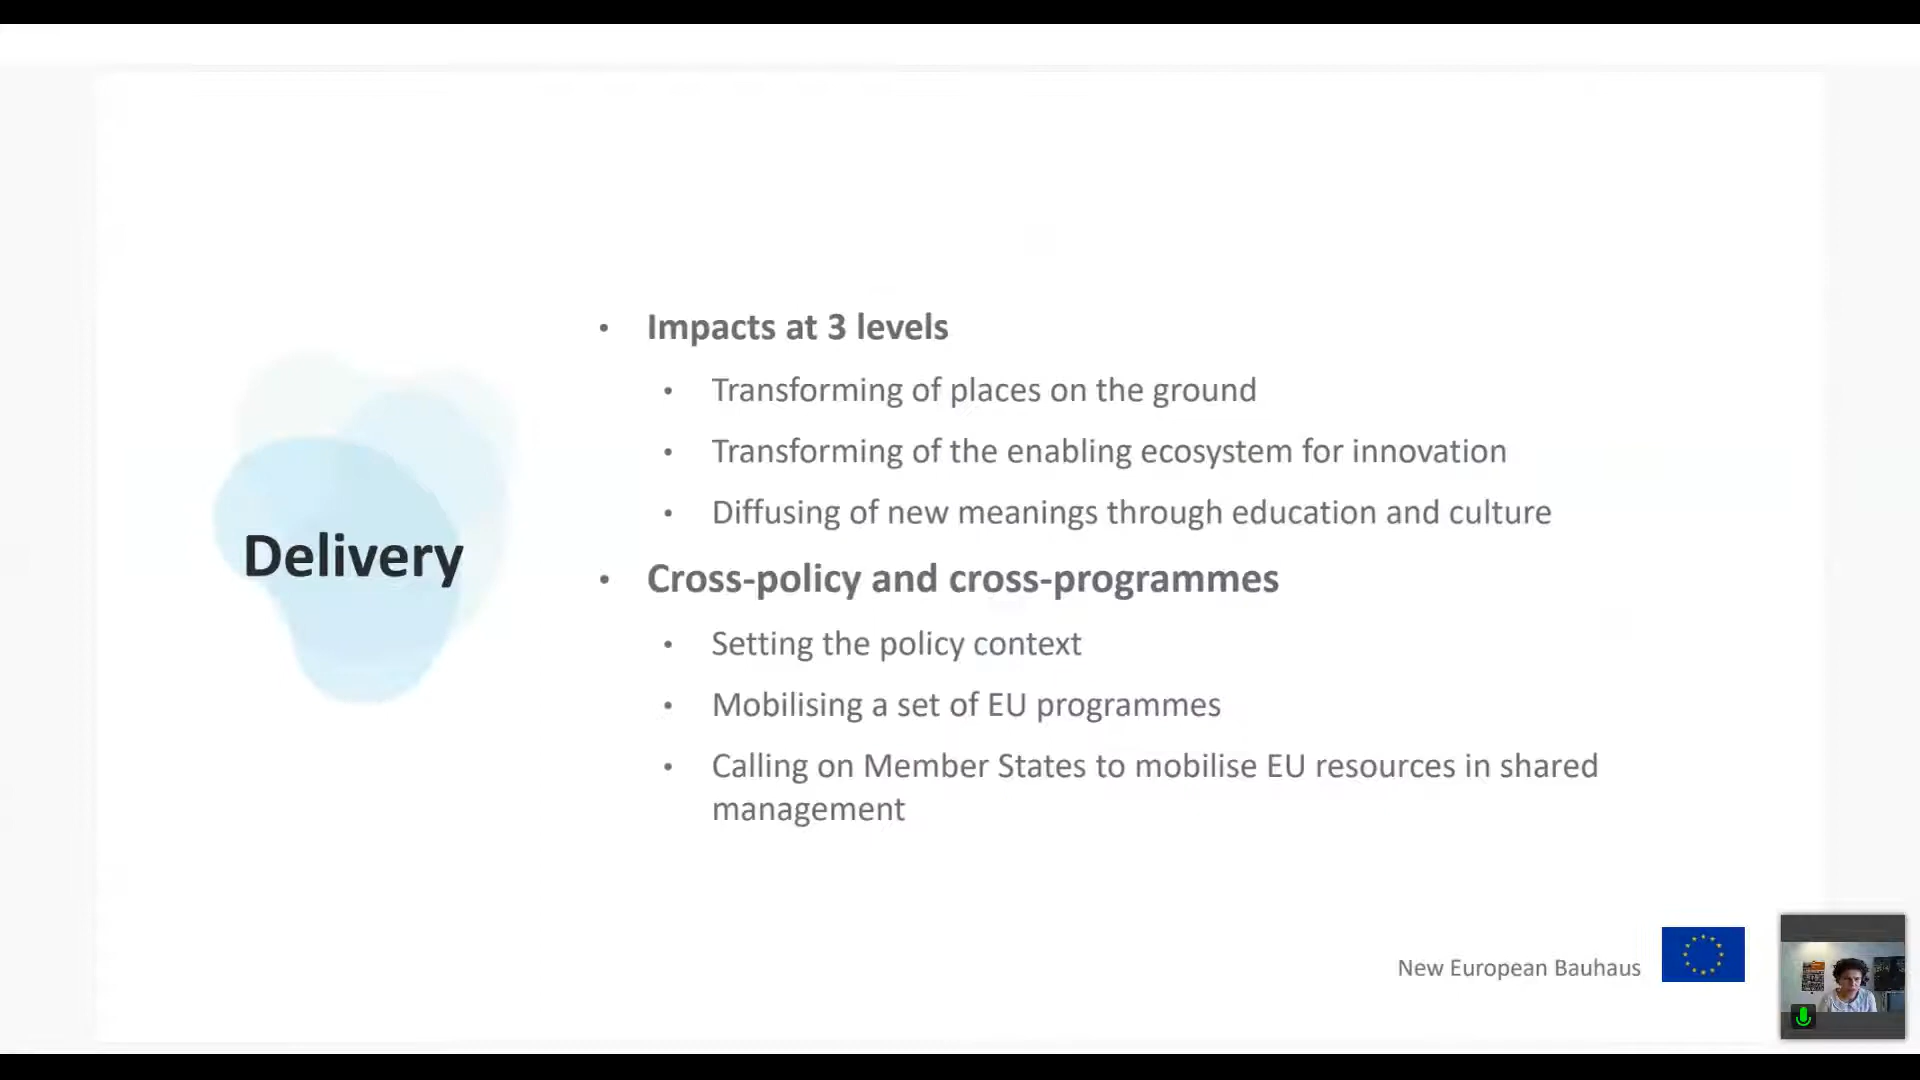 Delivery
• Impacts at 3 levels
• Transforming of places on the ground
• Transforming of the enabling ecosystem for innovation
• Diffusing of new meanings through education and culture
• Cross-policy and cross-programmes
• Setting the policy context
• Mobilising a set of EU programmes
• Calling on Member States to mobilise EU resources in shared
management
New European Bauhaus